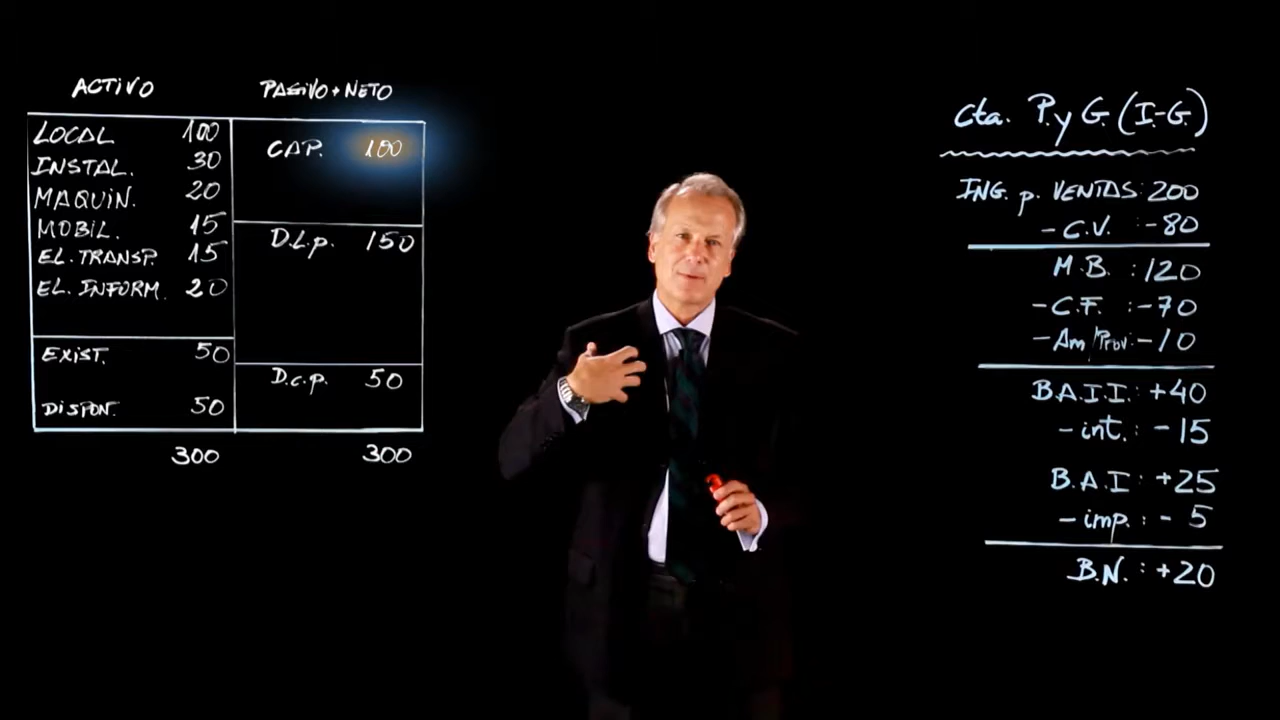 ACTIVO
PASIVO + NETO
LOCAL 100
INSTAL. 30
MAQUIN. 20
MOBIL. 15
EL. TRANSP. 15
EL. INFORM. 20
EXIST. 50
DISPON. 50
300
CAP. 100
D.L.p. 150
D.c.p. 50
300
Cta. P. y G. (I-G.)
ING. p. VENTAS: 200
- C.V. : -80
M.B. : 120
- C.F. : -70
- Am/Prov: -10
B.A.I.I.: +40
- int. : -15
B.A.I : +25
- imp. : - 5
B.N. : +20